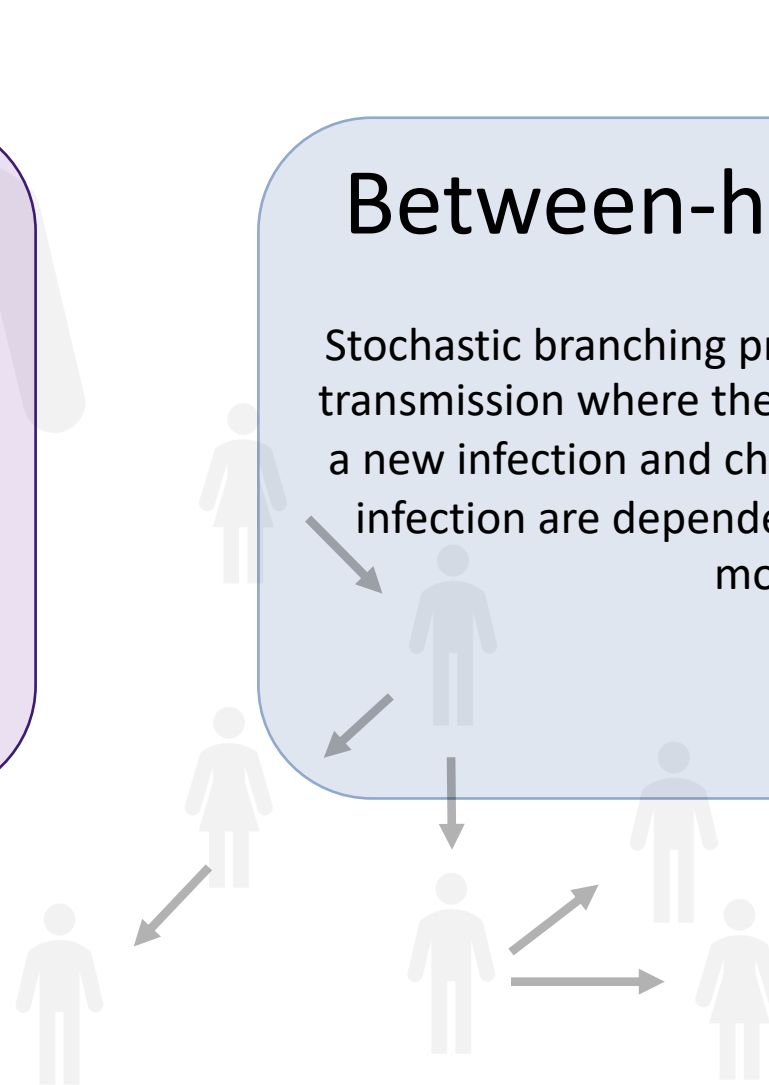 Between-h
Stochastic branching pr
transmission where the
a new infection and ch
infection are depende
mo